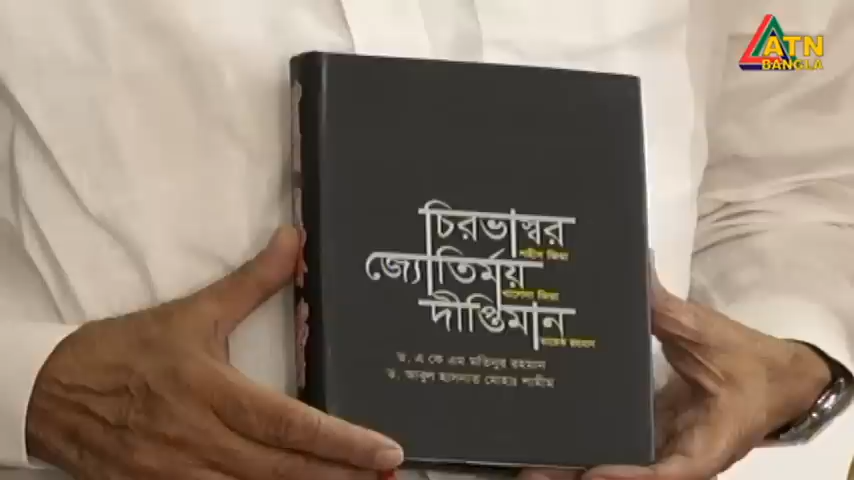 ATN
BANGLA
চিরভাস্বর
শহীদ জিয়া
জ্যোতির্ময়
খালেদা জিয়া
দীপ্তিমান
তারেক রহমান
ড. এ কে এম মতিনুর রহমান
ড. আবুল হাসনাত মোহাঃ শামীম